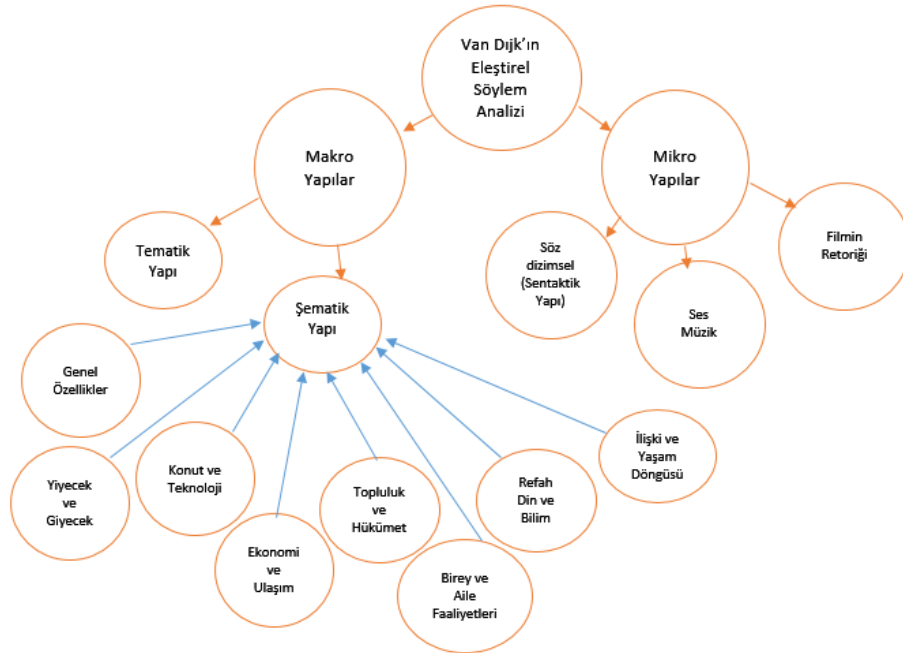 Van Dıjk'ın
Eleştirel
Söylem
Analizi
Makro
Yapılar
Mikro
Yapılar
Tematik
Yapı
Söz
dizimsel
(Sentaktik
Yapı)
Filmin
Retoriği
Ses
Müzik
Şematik
Yapı
Genel
Özellikler
Yiyecek
ve
Giyecek
Konut ve
Teknoloji
Ekonomi
ve
Ulaşım
Topluluk
ve
Hükümet
Birey ve
Aile
Faaliyetleri
Refah
Din ve
Bilim
İlişki ve
Yaşam
Döngüsü